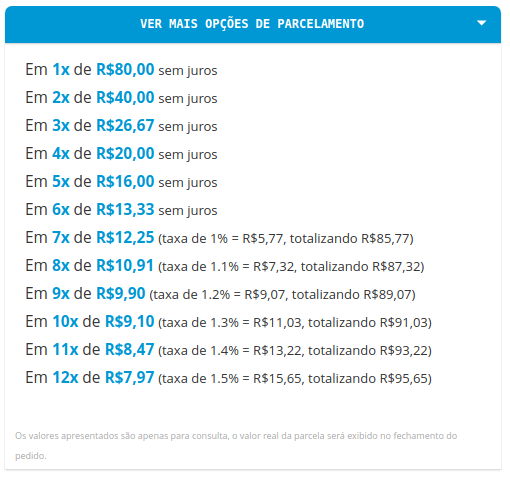 VER MAIS OPÇÕES DE PARCELAMENTO
Em 1x de R$80,00 sem juros
Em 2x de R$40,00 sem juros
Em 3x de R$26,67 sem juros
Em 4x de R$20,00 sem juros
Em 5x de R$16,00 sem juros
Em 6x de R$13,33 sem juros
Em 7x de R$12,25 (taxa de 1% = R$5,77, totalizando R$85,77)
Em 8x de R$10,91 (taxa de 1.1% = R$7,32, totalizando R$87,32)
Em 9x de R$9,90 (taxa de 1.2% = R$9,07, totalizando R$89,07)
Em 10x de R$9,10 (taxa de 1.3% = R$11,03, totalizando R$91,03)
Em 11x de R$8,47 (taxa de 1.4% = R$13,22, totalizando R$93,22)
Em 12x de R$7,97 (taxa de 1.5% = R$15,65, totalizando R$95,65)
Os valores apresentados são apenas para consulta, o valor real da parcela será exibido no fechamento do
pedido.